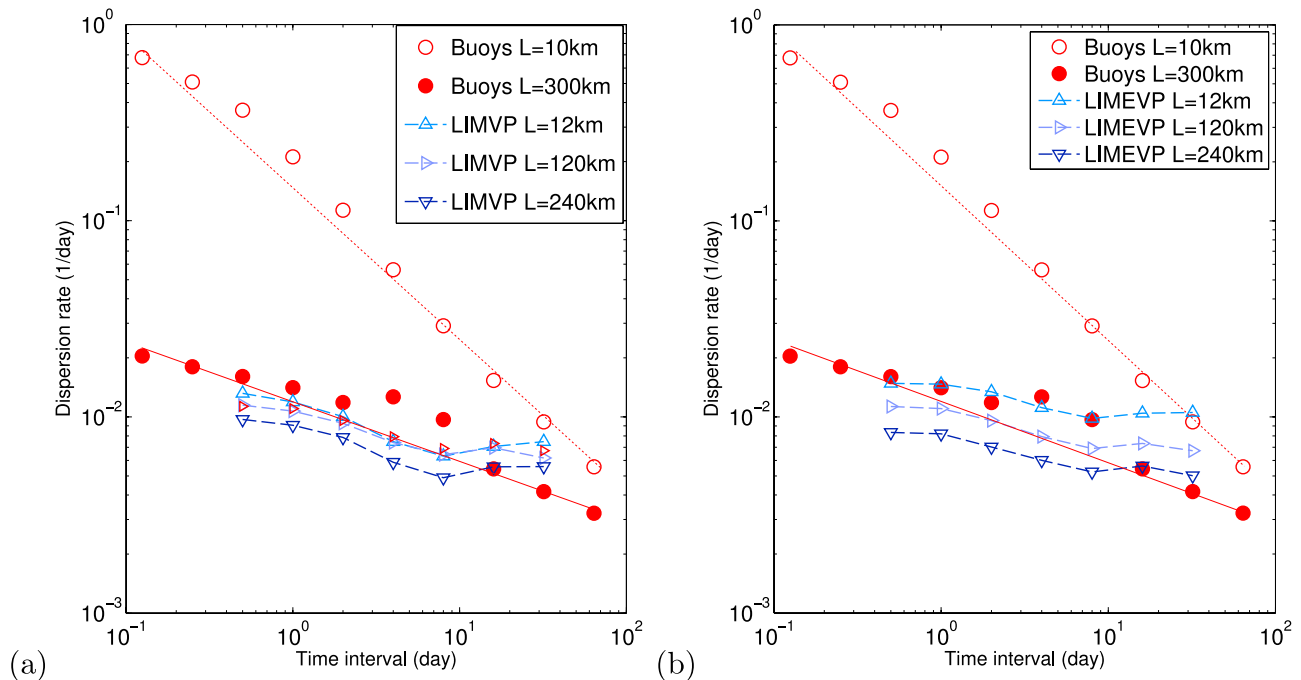 10^0
10^-1
10^-2
10^-3
Dispersion rate (1/day)
Buoys L=10km
Buoys L=300km
LIMVP L=12km
LIMVP L=120km
LIMVP L=240km
10^-1
10^0
10^1
10^2
Time interval (day)
(a)
10^0
10^-1
10^-2
10^-3
Dispersion rate (1/day)
Buoys L=10km
Buoys L=300km
LIMEVP L=12km
LIMEVP L=120km
LIMEVP L=240km
10^-1
10^0
10^1
10^2
Time interval (day)
(b)